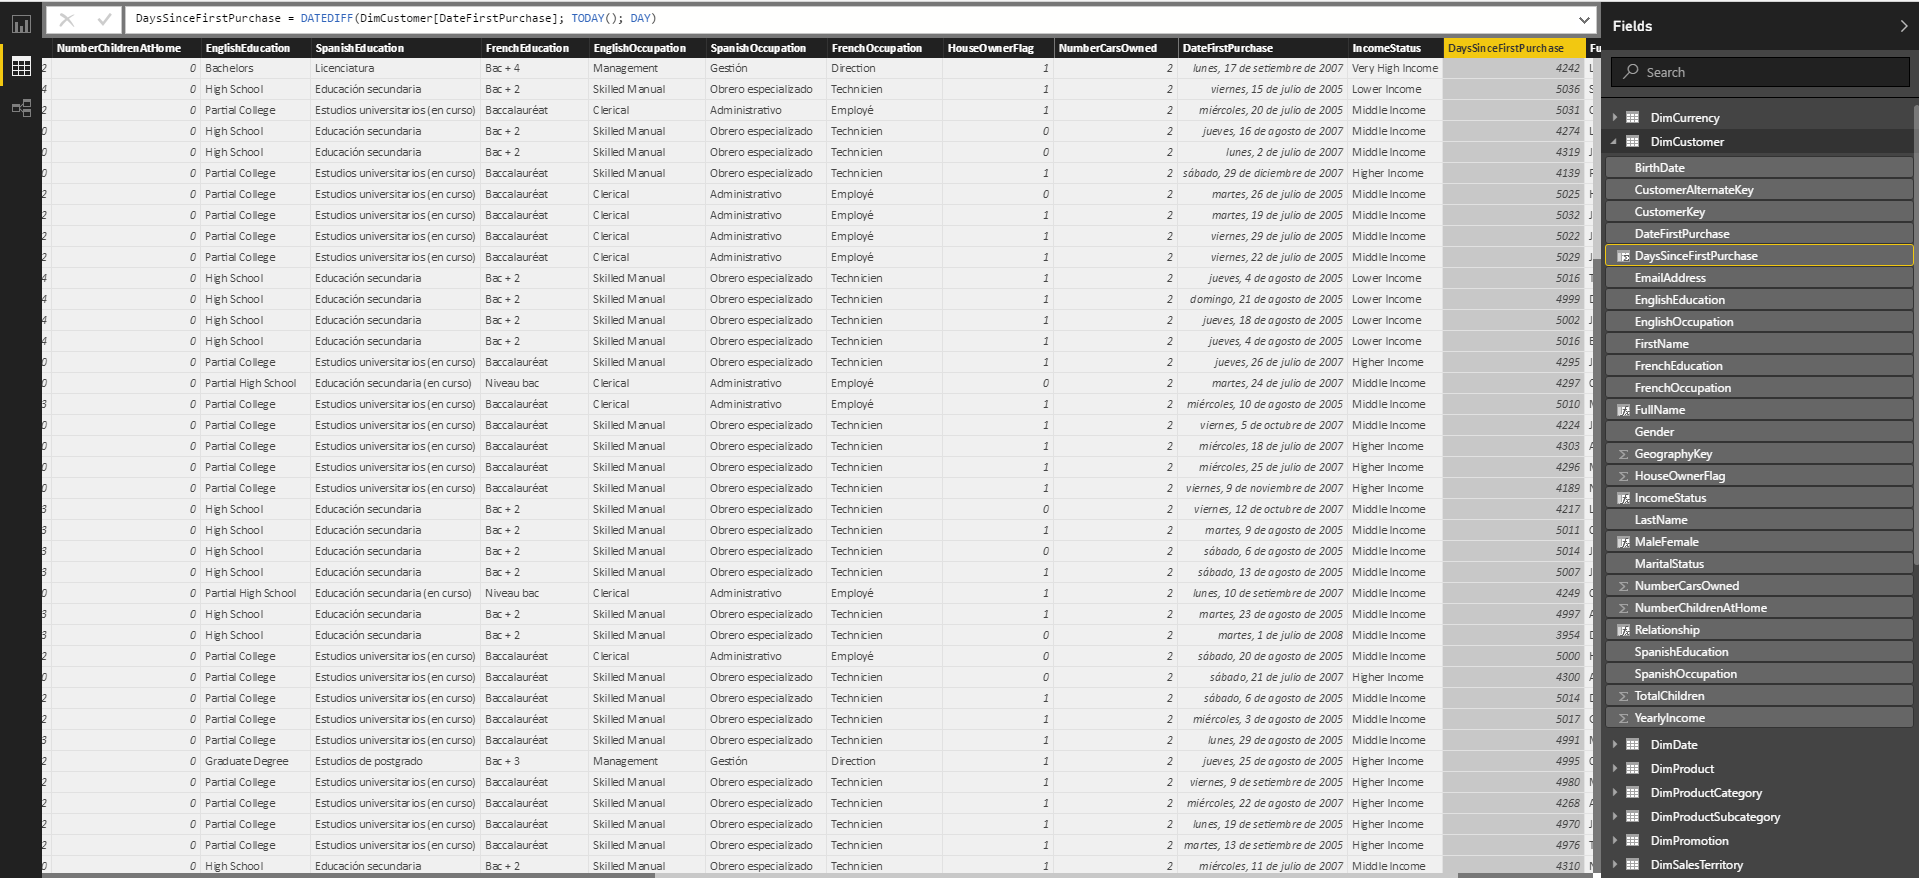 DaysSinceFirstPurchase = DATEDIFF(DimCustomer[DateFirstPurchase]; TODAY(); DAY)
NumberChildrenAtHome EnglishEducation SpanishEducation FrenchEducation EnglishOccupation SpanishOccupation FrenchOccupation HouseOwnerFlag NumberCarsOwned DateFirstPurchase IncomeStatus DaysSinceFirstPurchase Fu
2 0 Bachelors Licenciatura Bac + 4 Management Gestión Direction 1 2 lunes, 17 de setiembre de 2007 Very High Income 4242 L
4 0 High School Educación secundaria Bac + 2 Skilled Manual Obrero especializado Technicien 1 2 viernes, 15 de julio de 2005 Lower Income 5036 S
2 0 Partial College Estudios universitarios (en curso) Baccalauréat Clerical Administrativo Employé 1 2 miércoles, 20 de julio de 2005 Middle Income 5031
0 0 High School Educación secundaria Bac + 2 Skilled Manual Obrero especializado Technicien 0 2 jueves, 16 de agosto de 2007 Middle Income 4274 L
0 0 High School Educación secundaria Bac + 2 Skilled Manual Obrero especializado Technicien 0 2 lunes, 2 de julio de 2007 Middle Income 4319 J
0 0 Partial College Estudios universitarios (en curso) Baccalauréat Skilled Manual Obrero especializado Technicien 1 2 sábado, 29 de diciembre de 2007 Higher Income 4139
2 0 Partial College Estudios universitarios (en curso) Baccalauréat Clerical Administrativo Employé 0 2 martes, 26 de julio de 2005 Middle Income 5025
2 0 Partial College Estudios universitarios (en curso) Baccalauréat Clerical Administrativo Employé 1 2 martes, 19 de julio de 2005 Middle Income 5032 J
2 0 Partial College Estudios universitarios (en curso) Baccalauréat Clerical Administrativo Employé 1 2 viernes, 29 de julio de 2005 Middle Income 5022 J
2 0 Partial College Estudios universitarios (en curso) Baccalauréat Clerical Administrativo Employé 1 2 viernes, 22 de julio de 2005 Middle Income 5029 J
4 0 High School Educación secundaria Bac + 2 Skilled Manual Obrero especializado Technicien 1 2 jueves, 4 de agosto de 2005 Lower Income 5016
4 0 High School Educación secundaria Bac + 2 Skilled Manual Obrero especializado Technicien 1 2 domingo, 21 de agosto de 2005 Lower Income 4999
4 0 High School Educación secundaria Bac + 2 Skilled Manual Obrero especializado Technicien 1 2 jueves, 18 de agosto de 2005 Lower Income 5002 J
4 0 High School Educación secundaria Bac + 2 Skilled Manual Obrero especializado Technicien 1 2 jueves, 4 de agosto de 2005 Lower Income 5016
0 0 Partial College Estudios universitarios (en curso) Baccalauréat Skilled Manual Obrero especializado Technicien 1 2 jueves, 26 de julio de 2007 Higher Income 4295 J
0 0 Partial High School Educación secundaria (en curso) Niveau bac Clerical Administrativo Employé 0 2 martes, 24 de julio de 2007 Middle Income 4297
3 0 Partial College Estudios universitarios (en curso) Baccalauréat Clerical Administrativo Employé 1 2 miércoles, 10 de agosto de 2005 Middle Income 5010
0 0 Partial College Estudios universitarios (en curso) Baccalauréat Skilled Manual Obrero especializado Technicien 1 2 viernes, 5 de octubre de 2007 Middle Income 4224 J
0 0 Partial College Estudios universitarios (en curso) Baccalauréat Skilled Manual Obrero especializado Technicien 1 2 miércoles, 18 de julio de 2007 Higher Income 4303
0 0 Partial College Estudios universitarios (en curso) Baccalauréat Skilled Manual Obrero especializado Technicien 1 2 miércoles, 25 de julio de 2007 Higher Income 4296
0 0 Partial College Estudios universitarios (en curso) Baccalauréat Skilled Manual Obrero especializado Technicien 1 2 viernes, 9 de noviembre de 2007 Higher Income 4189
3 0 High School Educación secundaria Bac + 2 Skilled Manual Obrero especializado Technicien 0 2 viernes, 12 de octubre de 2007 Middle Income 4217 L
3 0 High School Educación secundaria Bac + 2 Skilled Manual Obrero especializado Technicien 1 2 martes, 9 de agosto de 2005 Middle Income 5011
3 0 High School Educación secundaria Bac + 2 Skilled Manual Obrero especializado Technicien 0 2 sábado, 6 de agosto de 2005 Middle Income 5014 J
3 0 High School Educación secundaria Bac + 2 Skilled Manual Obrero especializado Technicien 1 2 sábado, 13 de agosto de 2005 Middle Income 5007 J
0 0 Partial High School Educación secundaria (en curso) Niveau bac Clerical Administrativo Employé 1 2 lunes, 10 de setiembre de 2007 Middle Income 4249
3 0 High School Educación secundaria Bac + 2 Skilled Manual Obrero especializado Technicien 1 2 martes, 23 de agosto de 2005 Middle Income 4997
3 0 High School Educación secundaria Bac + 2 Skilled Manual Obrero especializado Technicien 0 2 martes, 1 de julio de 2008 Middle Income 3954
2 0 Partial College Estudios universitarios (en curso) Baccalauréat Clerical Administrativo Employé 0 2 sábado, 20 de agosto de 2005 Middle Income 5000
0 0 Partial College Estudios universitarios (en curso) Baccalauréat Skilled Manual Obrero especializado Technicien 0 2 sábado, 21 de julio de 2007 Higher Income 4300
2 0 Partial College Estudios universitarios (en curso) Baccalauréat Skilled Manual Obrero especializado Technicien 1 2 sábado, 6 de agosto de 2005 Middle Income 5014
2 0 Partial College Estudios universitarios (en curso) Baccalauréat Skilled Manual Obrero especializado Technicien 1 2 miércoles, 3 de agosto de 2005 Middle Income 5017
3 0 Partial College Estudios universitarios (en curso) Baccalauréat Skilled Manual Obrero especializado Technicien 1 2 lunes, 29 de agosto de 2005 Middle Income 4991
2 0 Graduate Degree Estudios de postgrado Bac + 3 Management Gestión Direction 1 2 jueves, 25 de agosto de 2005 Higher Income 4995
2 0 Partial College Estudios universitarios (en curso) Baccalauréat Skilled Manual Obrero especializado Technicien 1 2 viernes, 9 de setiembre de 2005 Higher Income 4980
2 0 Partial College Estudios universitarios (en curso) Baccalauréat Skilled Manual Obrero especializado Technicien 1 2 miércoles, 22 de agosto de 2007 Higher Income 4268
2 0 Partial College Estudios universitarios (en curso) Baccalauréat Skilled Manual Obrero especializado Technicien 1 2 lunes, 19 de setiembre de 2005 Higher Income 4970 J
2 0 Partial College Estudios universitarios (en curso) Baccalauréat Skilled Manual Obrero especializado Technicien 1 2 martes, 13 de setiembre de 2005 Higher Income 4976
0 0 High School Educación secundaria Bac + 2 Skilled Manual Obrero especializado Technicien 1 2 miércoles, 11 de julio de 2007 Middle Income 4310
Fields
Search
DimCurrency
DimCustomer
BirthDate
CustomerAlternateKey
CustomerKey
DateFirstPurchase
DaysSinceFirstPurchase
EmailAddress
EnglishEducation
EnglishOccupation
FirstName
FrenchEducation
FrenchOccupation
FullName
Gender
GeographyKey
HouseOwnerFlag
IncomeStatus
LastName
MaleFemale
MaritalStatus
NumberCarsOwned
NumberChildrenAtHome
Relationship
SpanishEducation
SpanishOccupation
TotalChildren
YearlyIncome
DimDate
DimProduct
DimProductCategory
DimProductSubcategory
DimPromotion
DimSalesTerritory